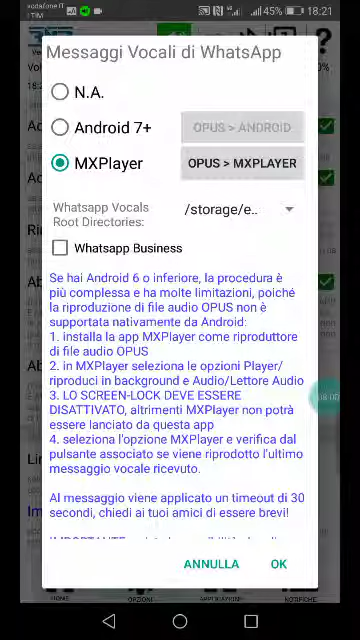 vodafone IT
TIM
45%
18:21
Messaggi Vocali di WhatsApp
N.A.
Android 7+
OPUS > ANDROID
MXPlayer
OPUS > MXPLAYER
Whatsapp Vocals
Root Directories:
/storage/e..
Whatsapp Business
Se hai Android 6 o inferiore, la procedura è
più complessa e ha molte limitazioni, poiché
la riproduzione di file audio OPUS non è
supportata nativamente da Android:
1. installa la app MXPlayer come riproduttore
di file audio OPUS
2. in MXPlayer seleziona le opzioni Player/
riproduci in background e Audio/Lettore Audio
3. LO SCREEN-LOCK DEVE ESSERE
DISATTIVATO, altrimenti MXPlayer non potrà
essere lanciato da questa app
4. seleziona l'opzione MXPlayer e verifica dal
pulsante associato se viene riprodotto l'ultimo
messaggio vocale ricevuto.
Al messaggio viene applicato un timeout di 30
secondi, chiedi ai tuoi amici di essere brevi!
ANNULLA
OK
HOME
OPZIONI
APPLICAZIONI
NOTIFICHE